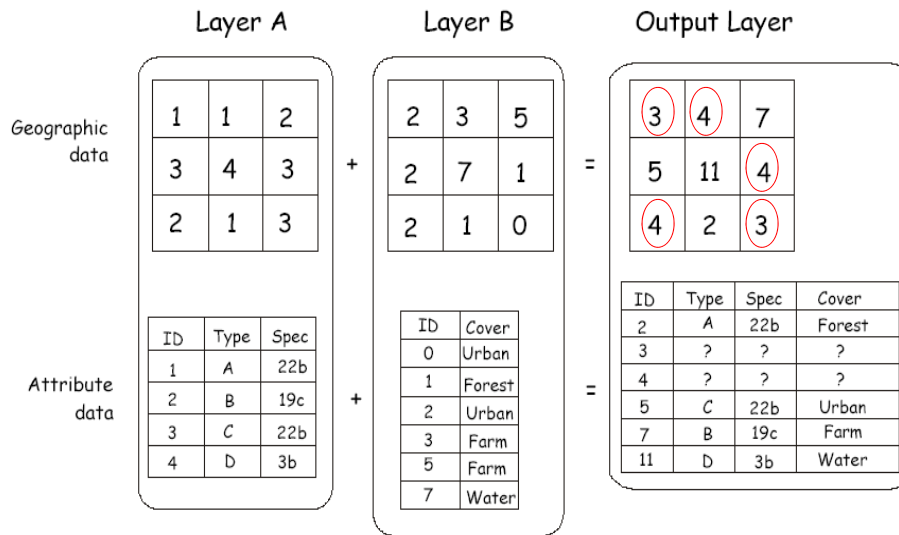 Layer A Layer B Output Layer
Geographic data
1 1 2
3 4 3
2 1 3
+
2 3 5
2 7 1
2 1 0
=
3 4 7
5 11 4
4 2 3
Attribute data
ID Type Spec
1 A 22b
2 B 19c
3 C 22b
4 D 3b
+
ID Cover
0 Urban
1 Forest
2 Urban
3 Farm
5 Farm
7 Water
=
ID Type Spec Cover
2 A 22b Forest
3 ? ? ?
4 ? ? ?
5 C 22b Urban
7 B 19c Farm
11 D 3b Water